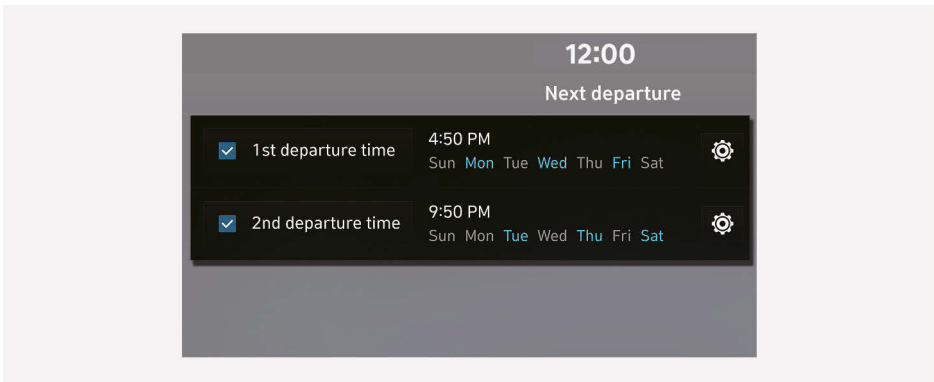 12:00
Next departure
1st departure time
4:50 PM
Sun Mon Tue Wed Thu Fri Sat
2nd departure time
9:50 PM
Sun Mon Tue Wed Thu Fri Sat